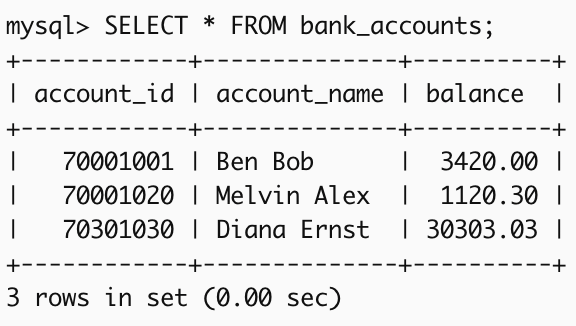 mysql> SELECT * FROM bank_accounts;
+------------+--------------+----------+
| account_id | account_name | balance  |
+------------+--------------+----------+
|   70001001 | Ben Bob      |  3420.00 |
|   70001020 | Melvin Alex  |  1120.30 |
|   70301030 | Diana Ernst  | 30303.03 |
+------------+--------------+----------+
3 rows in set (0.00 sec)